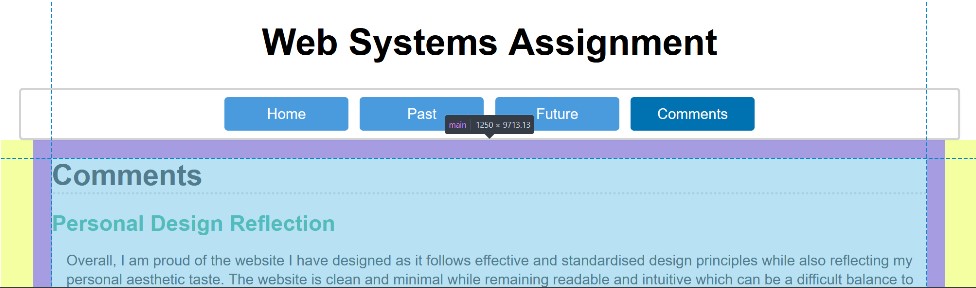 Web Systems Assignment
Home Past Future Comments
main 1250 × 9713.13
Comments
Personal Design Reflection
Overall, I am proud of the website I have designed as it follows effective and standardised design principles while also reflecting my
personal aesthetic taste. The website is clean and minimal while remaining readable and intuitive which can be a difficult balance to